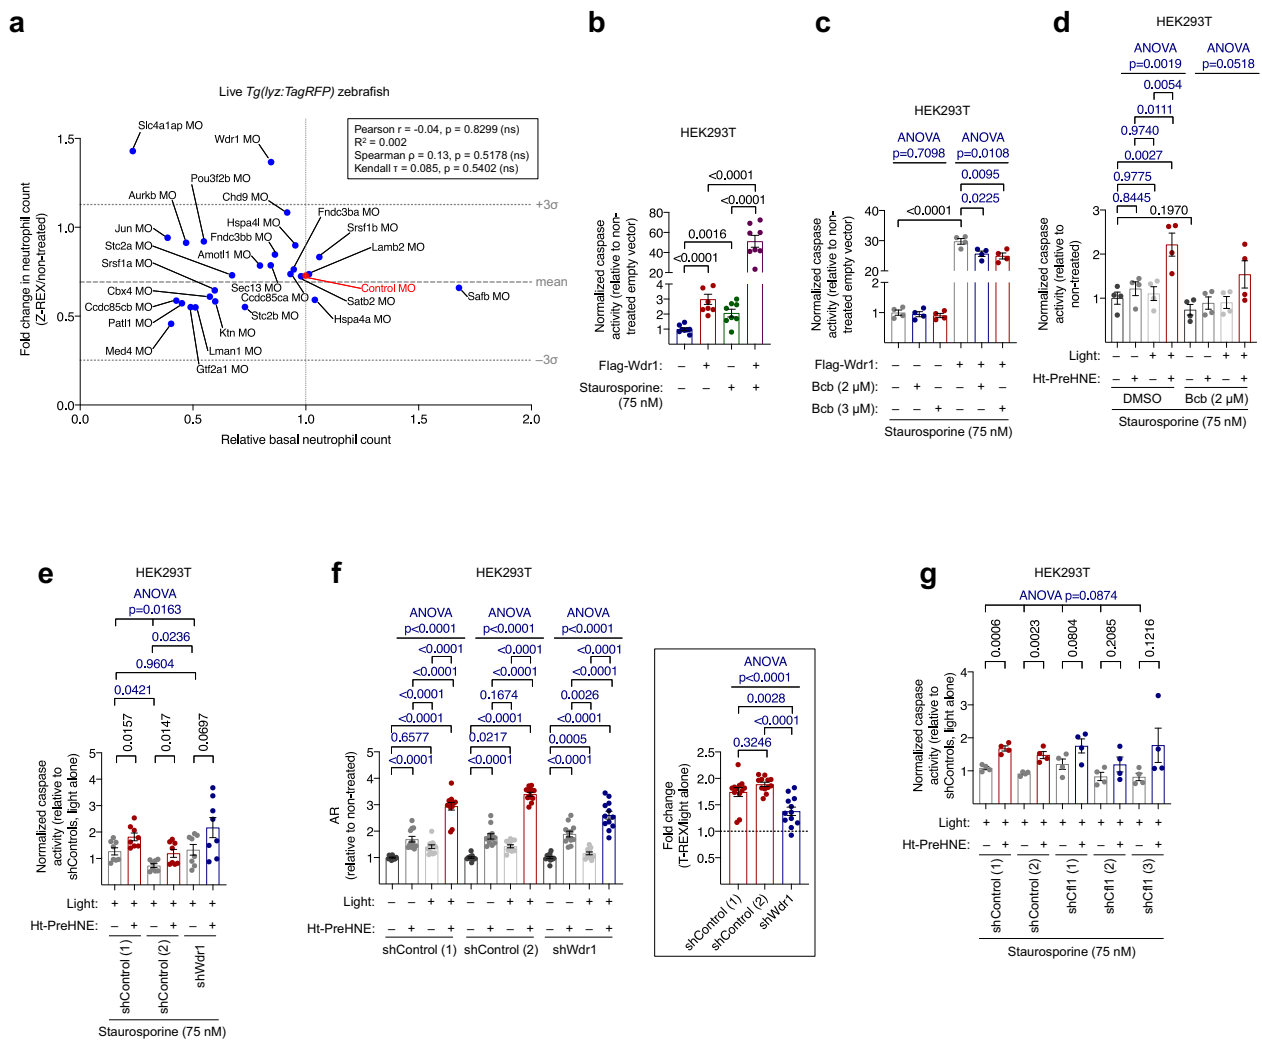 a
Live Tg(lyz:TagRFP) zebrafish
Pearson r = -0.04, p = 0.8299 (ns)
R² = 0.002
Spearman ρ = 0.13, p = 0.5178 (ns)
Kendall τ = 0.085, p = 0.5402 (ns)
Fold change in neutrophil count
(Z-REX/non-treated)
1.5
1.0
0.5
0.0
Slc4a1ap MO
Wdr1 MO
Pou3f2b MO
Aurkb MO
Chd9 MO
+3σ
Fndc3ba MO
Jun MO
Hspa4l MO
Srsf1b MO
Fndc3bb MO
Stc2a MO
Lamb2 MO
Amotl1 MO
Srsf1a MO
mean
Cbx4 MO
Sec13 MO
Control MO
Ccdc85ca MO
Satb2 MO
Safb MO
Ccdc85cb MO
Stc2b MO
Hspa4a MO
Patl1 MO
Ktn MO
Med4 MO
Lman1 MO
Gtf2a1 MO
−3σ
0.0
0.5
1.0
1.5
2.0
Relative basal neutrophil count
b
HEK293T
<0.0001
<0.0001
0.0016
<0.0001
Normalized caspase
activity (relative to non-
treated empty vector)
80
60
40
20
4
3
2
1
Flag-Wdr1: – + – +
Staurosporine: – – + +
(75 nM)
c
HEK293T
ANOVA
p=0.7098
ANOVA
p=0.0108
0.0095
0.0225
<0.0001
Normalized caspase
activity (relative to non-
treated empty vector)
40
30
20
2
1
Flag-Wdr1: – – – + + +
Bcb (2 µM): – + – – + –
Bcb (3 µM): – – + – – +
Staurosporine (75 nM)
d
HEK293T
ANOVA
p=0.0019
ANOVA
p=0.0518
0.0054
0.0111
0.9740
0.0027
0.9775
0.8445
0.1970
Normalized caspase
activity (relative to
non-treated)
3
2
1
0
Light: – – + + – – + +
Ht-PreHNE: – + – + – + – +
DMSO
Bcb (2 µM)
Staurosporine (75 nM)
e
HEK293T
ANOVA
p=0.0163
0.0236
0.9604
0.0421
0.0157
0.0147
0.0697
Normalized caspase
activity (relative to
shControls, light alone)
5
4
3
2
1
Light: + + + + + +
Ht-PreHNE: – + – + – +
shControl (1)
shControl (2)
shWdr1
Staurosporine (75 nM)
f
HEK293T
ANOVA
p<0.0001
ANOVA
p<0.0001
ANOVA
p<0.0001
<0.0001
<0.0001
<0.0001
<0.0001
<0.0001
<0.0001
<0.0001
0.1674
0.0026
<0.0001
<0.0001
<0.0001
0.6577
0.0217
0.0005
<0.0001
<0.0001
<0.0001
AR
(relative to non-treated)
5
4
3
2
1
Light: – – + + – – + + – – + +
Ht-PreHNE: – + – + – + – + – + – +
shControl (1)
shControl (2)
shWdr1
ANOVA
p<0.0001
0.0028
<0.0001
0.3246
Fold change
(T-REX/light alone)
2.5
2.0
1.5
1.0
0.5
shControl (1)
shControl (2)
shWdr1
g
HEK293T
ANOVA p=0.0874
0.0006
0.0023
0.0804
0.2085
0.1216
Normalized caspase
activity (relative to
shControls, light alone)
4
3
2
1
0
Light: + + + + + + + + + +
Ht-PreHNE: – + – + – + – + – +
shControl (1)
shControl (2)
shCfl1 (1)
shCfl1 (2)
shCfl1 (3)
Staurosporine (75 nM)